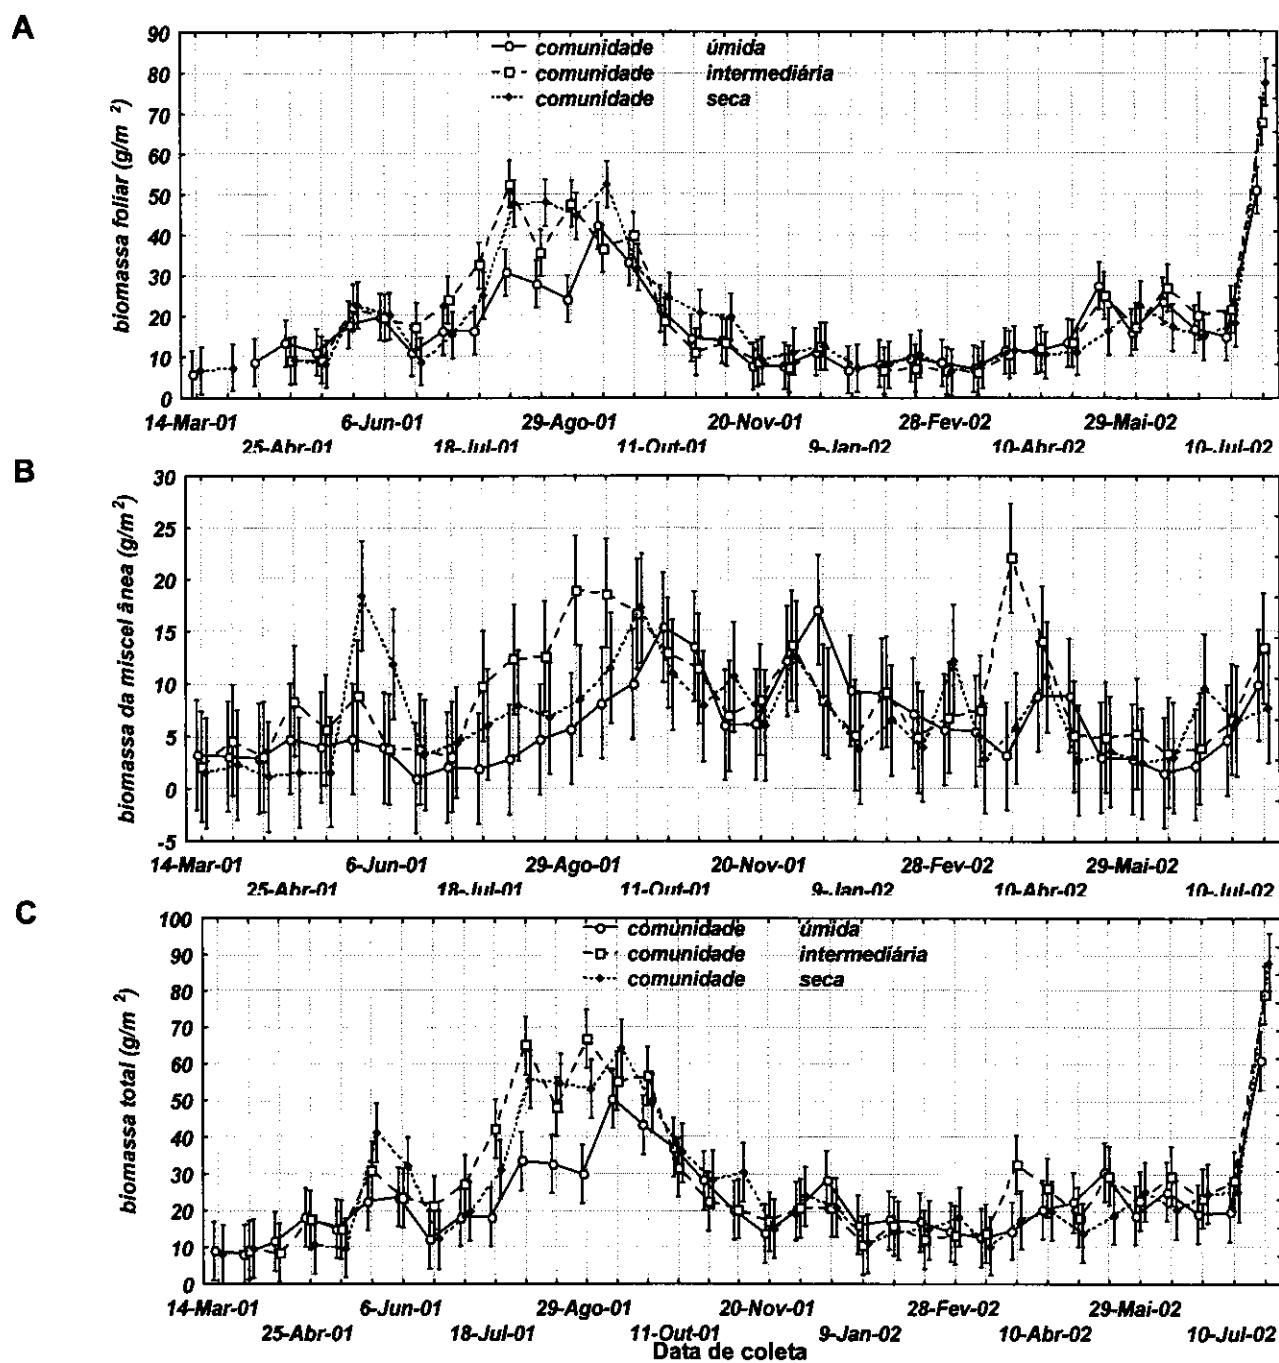 A
90
80
70
60
50
40
30
20
10
0
biomassa foliar (g/m ²)
comunidade úmida
comunidade intermediária
comunidade seca
14-Mar-01 6-Jun-01 29-Ago-01 20-Nov-01 28-Fev-02 29-Mai-02
25-Abr-01 18-Jul-01 11-Out-01 9-Jan-02 10-Abr-02 10-Jul-02
B
30
25
20
15
10
5
0
-5
biomassa da miscel ânea (g/m²)
14-Mar-01 6-Jun-01 29-Ago-01 20-Nov-01 28-Fev-02 29-Mai-02
25-Abr-01 18-Jul-01 11-Out-01 9-Jan-02 10-Abr-02 10-Jul-02
C
100
90
80
70
60
50
40
30
20
10
0
biomassa total (g/m ²)
comunidade úmida
comunidade intermediária
comunidade seca
14-Mar-01 6-Jun-01 29-Ago-01 20-Nov-01 28-Fev-02 29-Mai-02
25-Abr-01 18-Jul-01 11-Out-01 9-Jan-02 10-Abr-02 10-Jul-02
Data de coleta